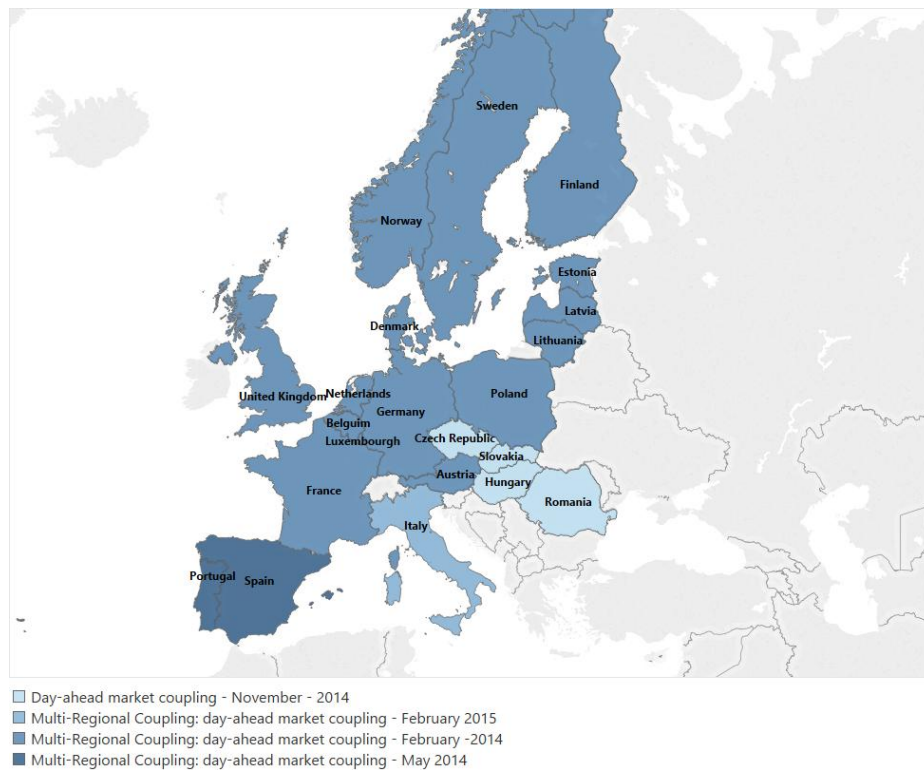 Sweden
Finland
Norway
Estonia
Latvia
Denmark
Lithuania
United Kingdom
Netherlands
Poland
Germany
Belguim
Czech Republic
Luxembourgh
Slovakia
Austria
Hungary
France
Romania
Italy
Portugal
Spain
Day-ahead market coupling - November - 2014
Multi-Regional Coupling: day-ahead market coupling - February 2015
Multi-Regional Coupling: day-ahead market coupling - February -2014
Multi-Regional Coupling: day-ahead market coupling - May 2014